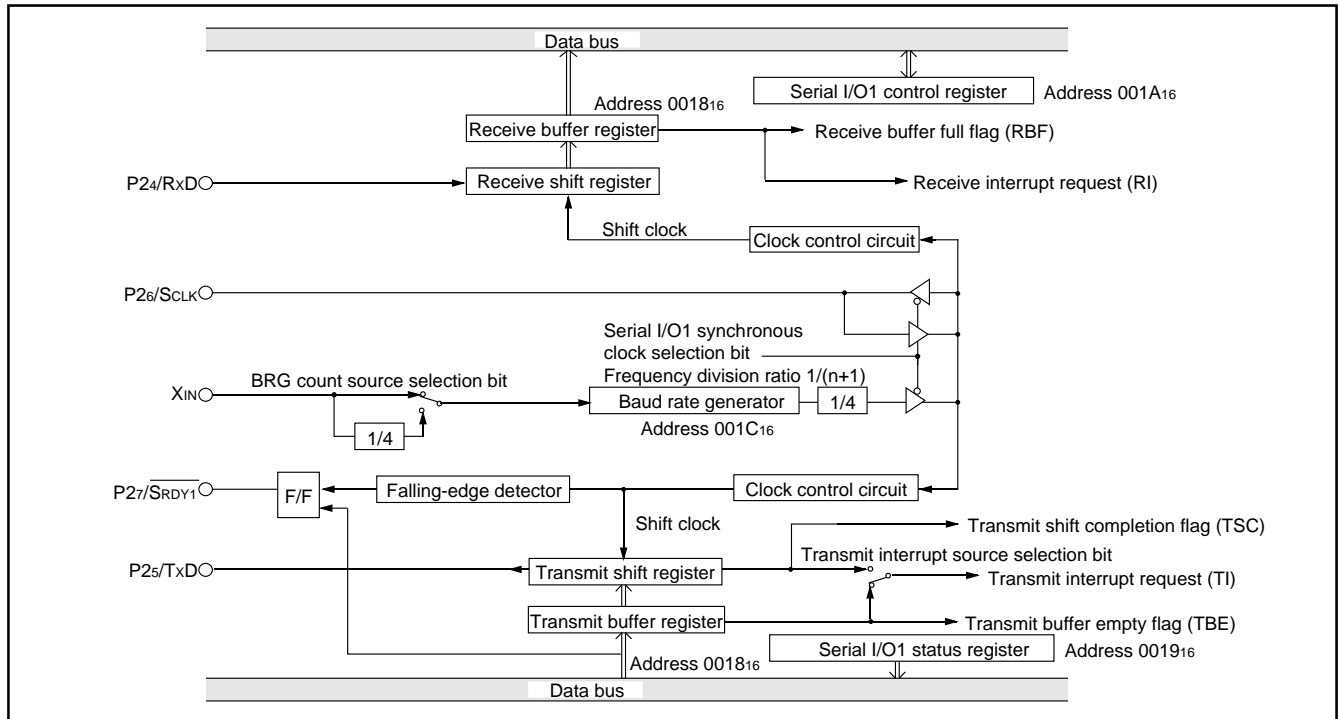 Data bus
Serial I/O1 control register Address 001A16
Address 001816
Receive buffer register Receive buffer full flag (RBF)
P24/RXD Receive shift register Receive interrupt request (RI)
Shift clock Clock control circuit
P26/SCLK
Serial I/O1 synchronous
clock selection bit
Frequency division ratio 1/(n+1)
BRG count source selection bit
XIN Baud rate generator 1/4
1/4 Address 001C16
P27/SRDY1 F/F Falling-edge detector Clock control circuit
Shift clock
Transmit shift completion flag (TSC)
Transmit interrupt source selection bit
P25/TXD Transmit shift register Transmit interrupt request (TI)
Transmit buffer register Transmit buffer empty flag (TBE)
Address 001816 Serial I/O1 status register Address 001916
Data bus